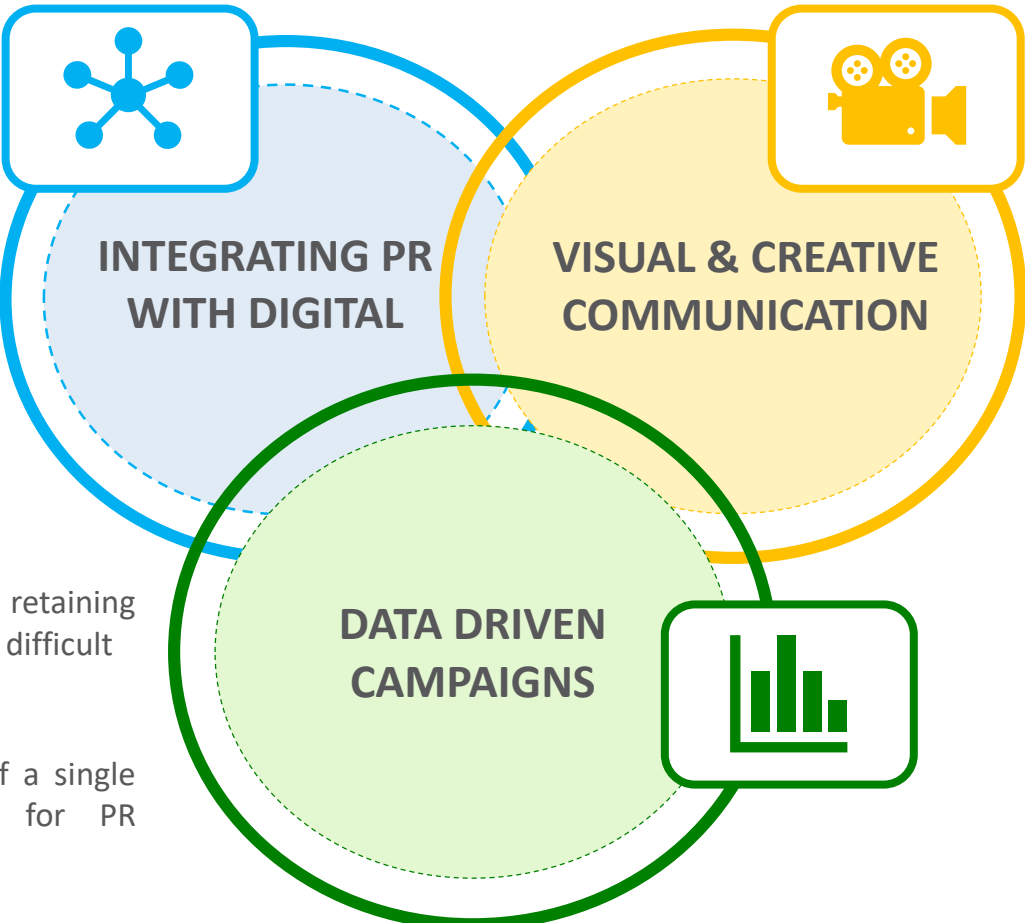 INTEGRATING PR
WITH DIGITAL
VISUAL & CREATIVE
COMMUNICATION
retaining
difficult
DATA DRIVEN
CAMPAIGNS
a single
for PR